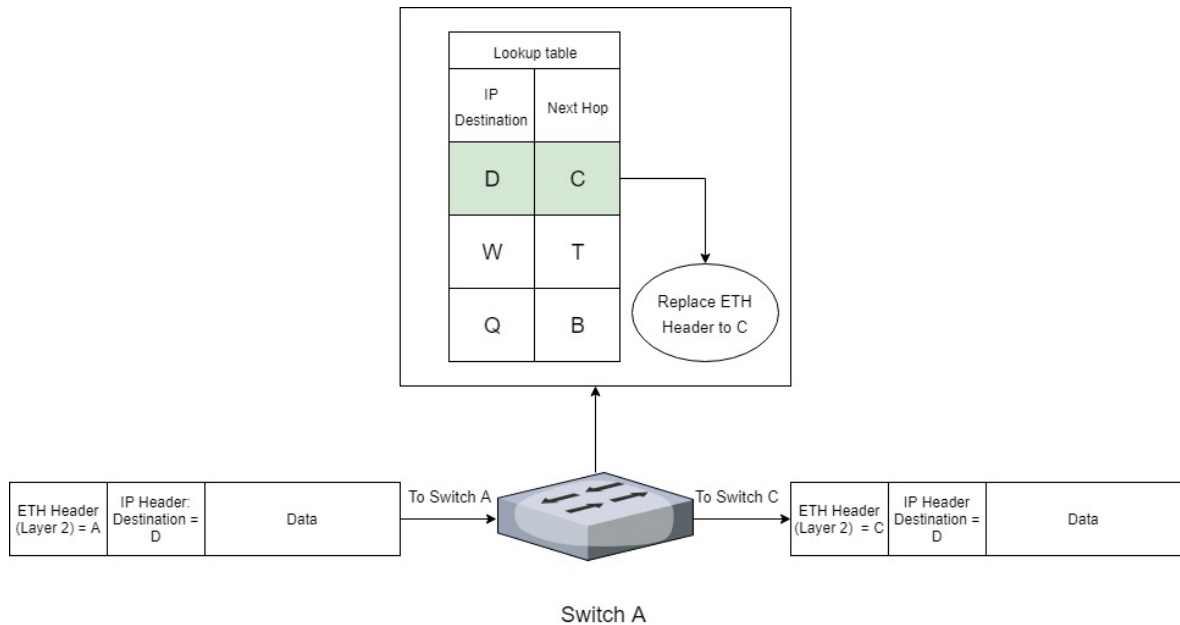 Lookup table
IP
Destination
Next Hop
D
C
W
T
Q
B
Replace ETH
Header to C
ETH Header
(Layer 2) = A
IP Header:
Destination =
D
Data
To Switch A
To Switch C
ETH Header
(Layer 2)  = C
IP Header
Destination =
D
Data
Switch A